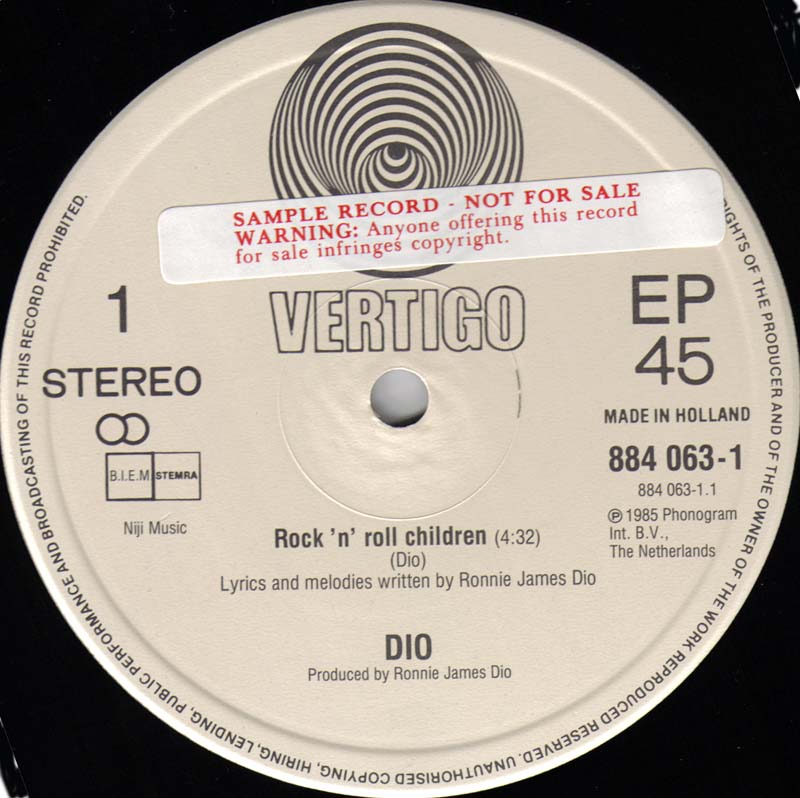 SAMPLE RECORD - NOT FOR SALE
WARNING: Anyone offering this record
for sale infringes copyright.
VERTIGO
1
STEREO
B.I.E.M STEMRA
Niji Music
EP
45
MADE IN HOLLAND
884 063-1
884 063-1.1
℗ 1985 Phonogram
Int. B.V.,
The Netherlands
Rock 'n' roll children (4:32)
(Dio)
Lyrics and melodies written by Ronnie James Dio
DIO
Produced by Ronnie James Dio
RIGHTS OF THE PRODUCER AND OF THE OWNER OF THE WORK REPRODUCED RESERVED. UNAUTHORISED COPYING, HIRING, LENDING, PUBLIC PERFORMANCE AND BROADCASTING OF THIS RECORD PROHIBITED.